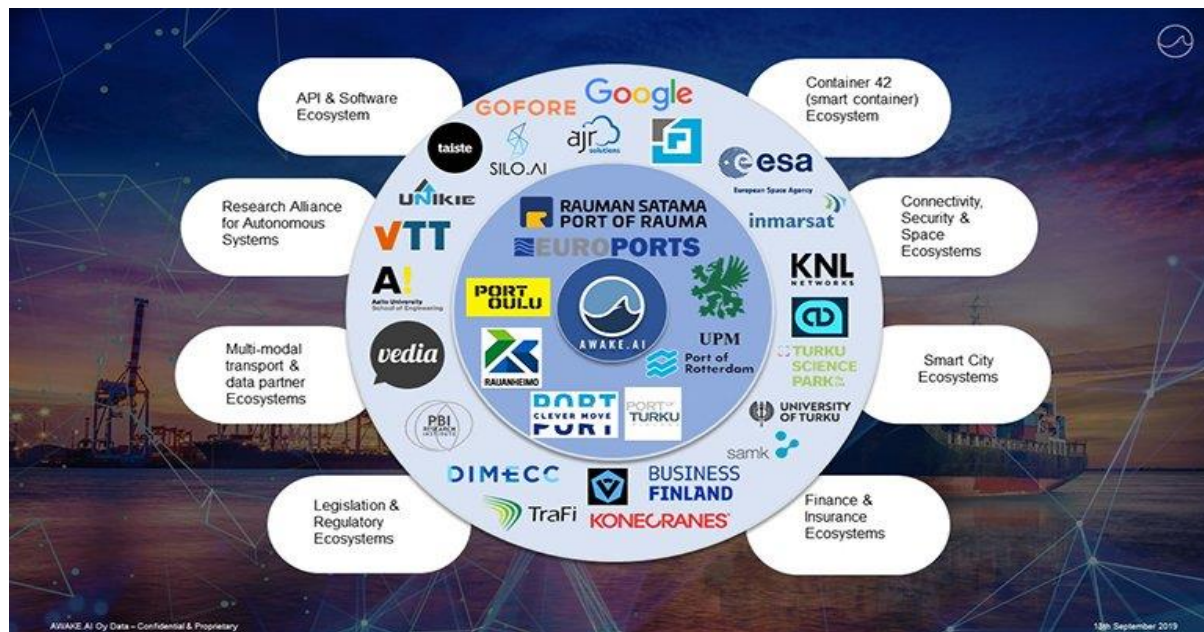 API & Software
Ecosystem
Research Alliance
for Autonomous
Systems
Multi-modal
transport &
data partner
Ecosystems
Legislation &
Regulatory
Ecosystems
GOFORE
Google
taiste
SILO.AI
ajr
solutions
esa
European Space Agency
UNIKIE
inmarsat
VTT
A!
Aalto University
School of Engineering
KNL
NETWORKS
vedia
TURKU
SCIENCE
PARK
PBI
RESEARCH
INSTITUTE
UNIVERSITY
OF TURKU
samk
DIMECC
BUSINESS
FINLAND
TraFi
KONECRANES
RAUMAN SATAMA
PORT OF RAUMA
EUROPORTS
PORT
OULU
AWAKE.AI
UPM
RAUANHEIMO
Port of
Rotterdam
PORT
CLEVER MOVE
PORT
PORT OF
TURKU
Container 42
(smart container)
Ecosystem
Connectivity,
Security &
Space
Ecosystems
Smart City
Ecosystems
Finance &
Insurance
Ecosystems
AWAKE.AI Oy Data – Confidential & Proprietary
13th September 2019